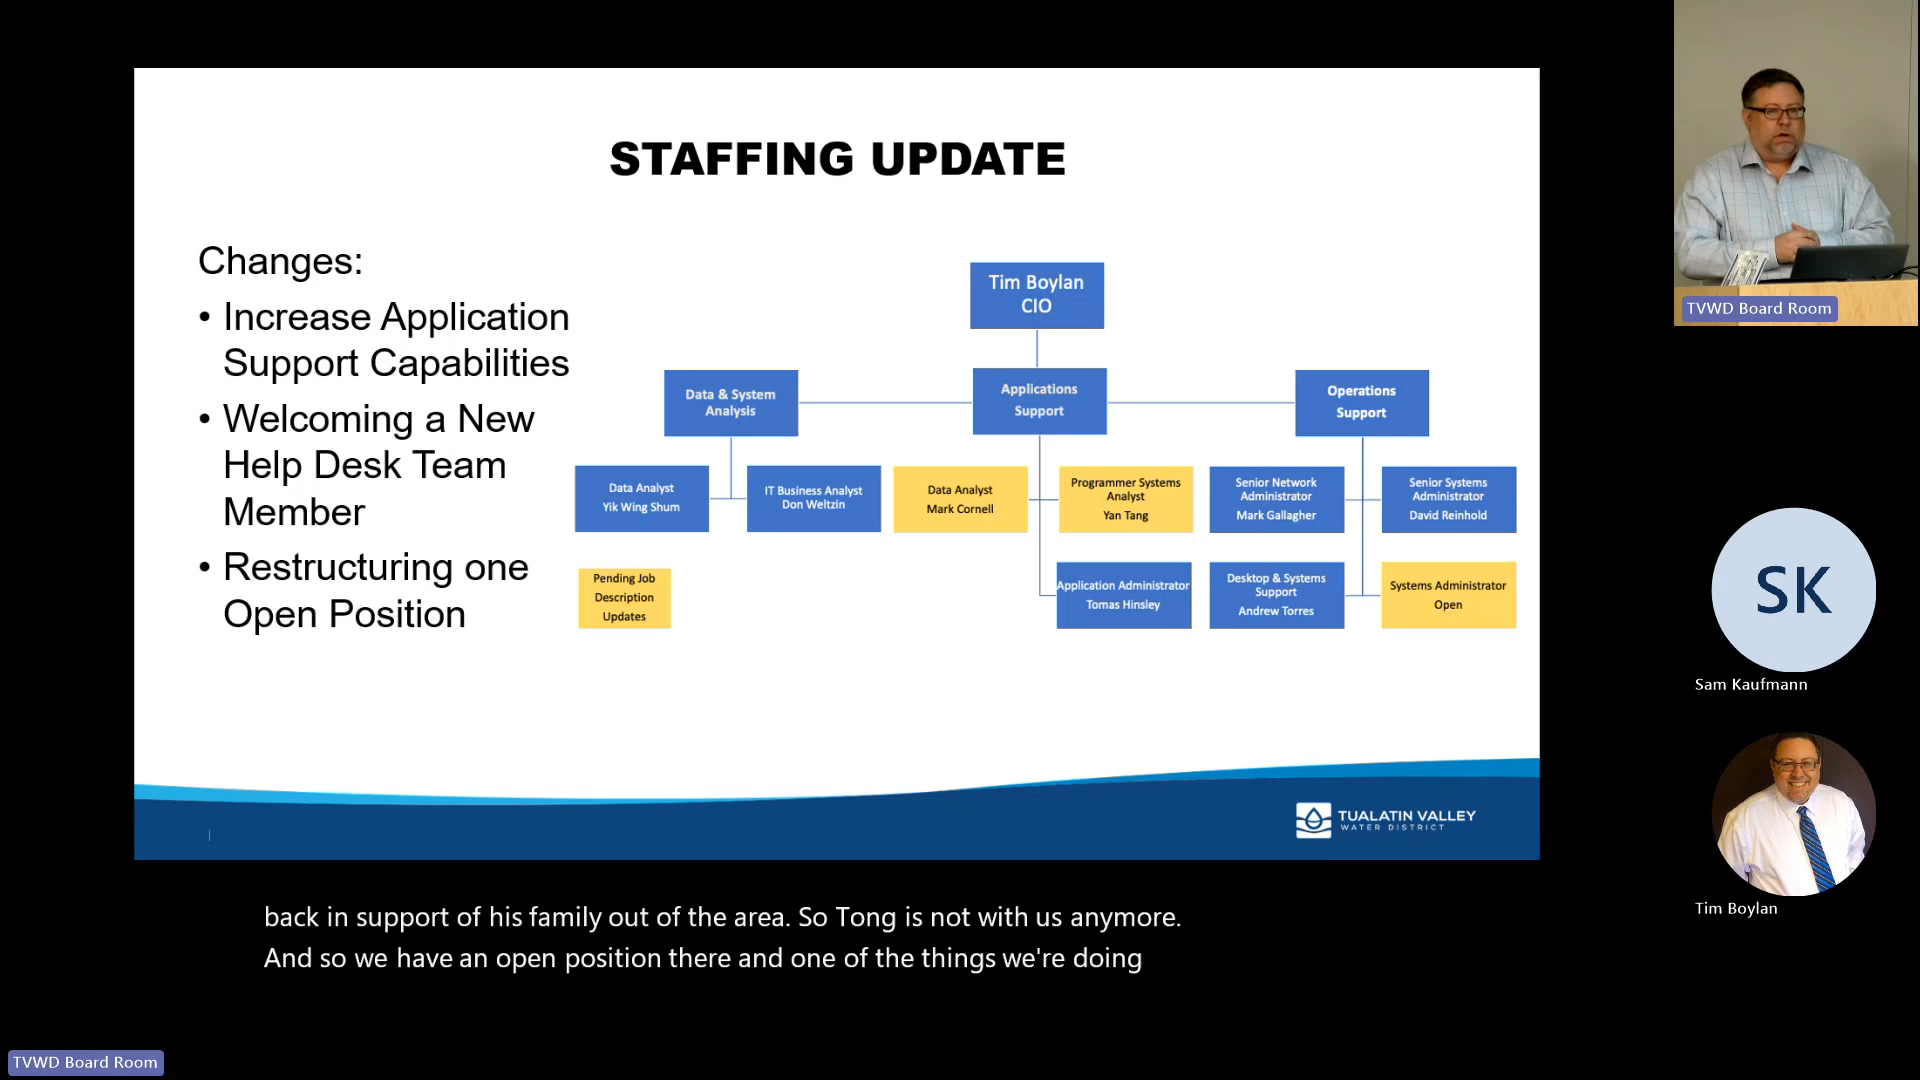 STAFFING UPDATE
Changes:
• Increase Application
Support Capabilities
• Welcoming a New
Help Desk Team
Member
• Restructuring one
Open Position
Tim Boylan
CIO
Data & System
Analysis
Applications
Support
Operations
Support
Data Analyst
Yik Wing Shum
IT Business Analyst
Don Weltzin
Data Analyst
Mark Cornell
Programmer Systems
Analyst
Yan Tang
Senior Network
Administrator
Mark Gallagher
Senior Systems
Administrator
David Reinhold
Pending Job
Description
Updates
Application Administrator
Tomas Hinsley
Desktop & Systems
Support
Andrew Torres
Systems Administrator
Open
TUALATIN VALLEY
WATER DISTRICT
TVWD Board Room
SK
Sam Kaufmann
Tim Boylan
back in support of his family out of the area. So Tong is not with us anymore.
And so we have an open position there and one of the things we're doing
TVWD Board Room